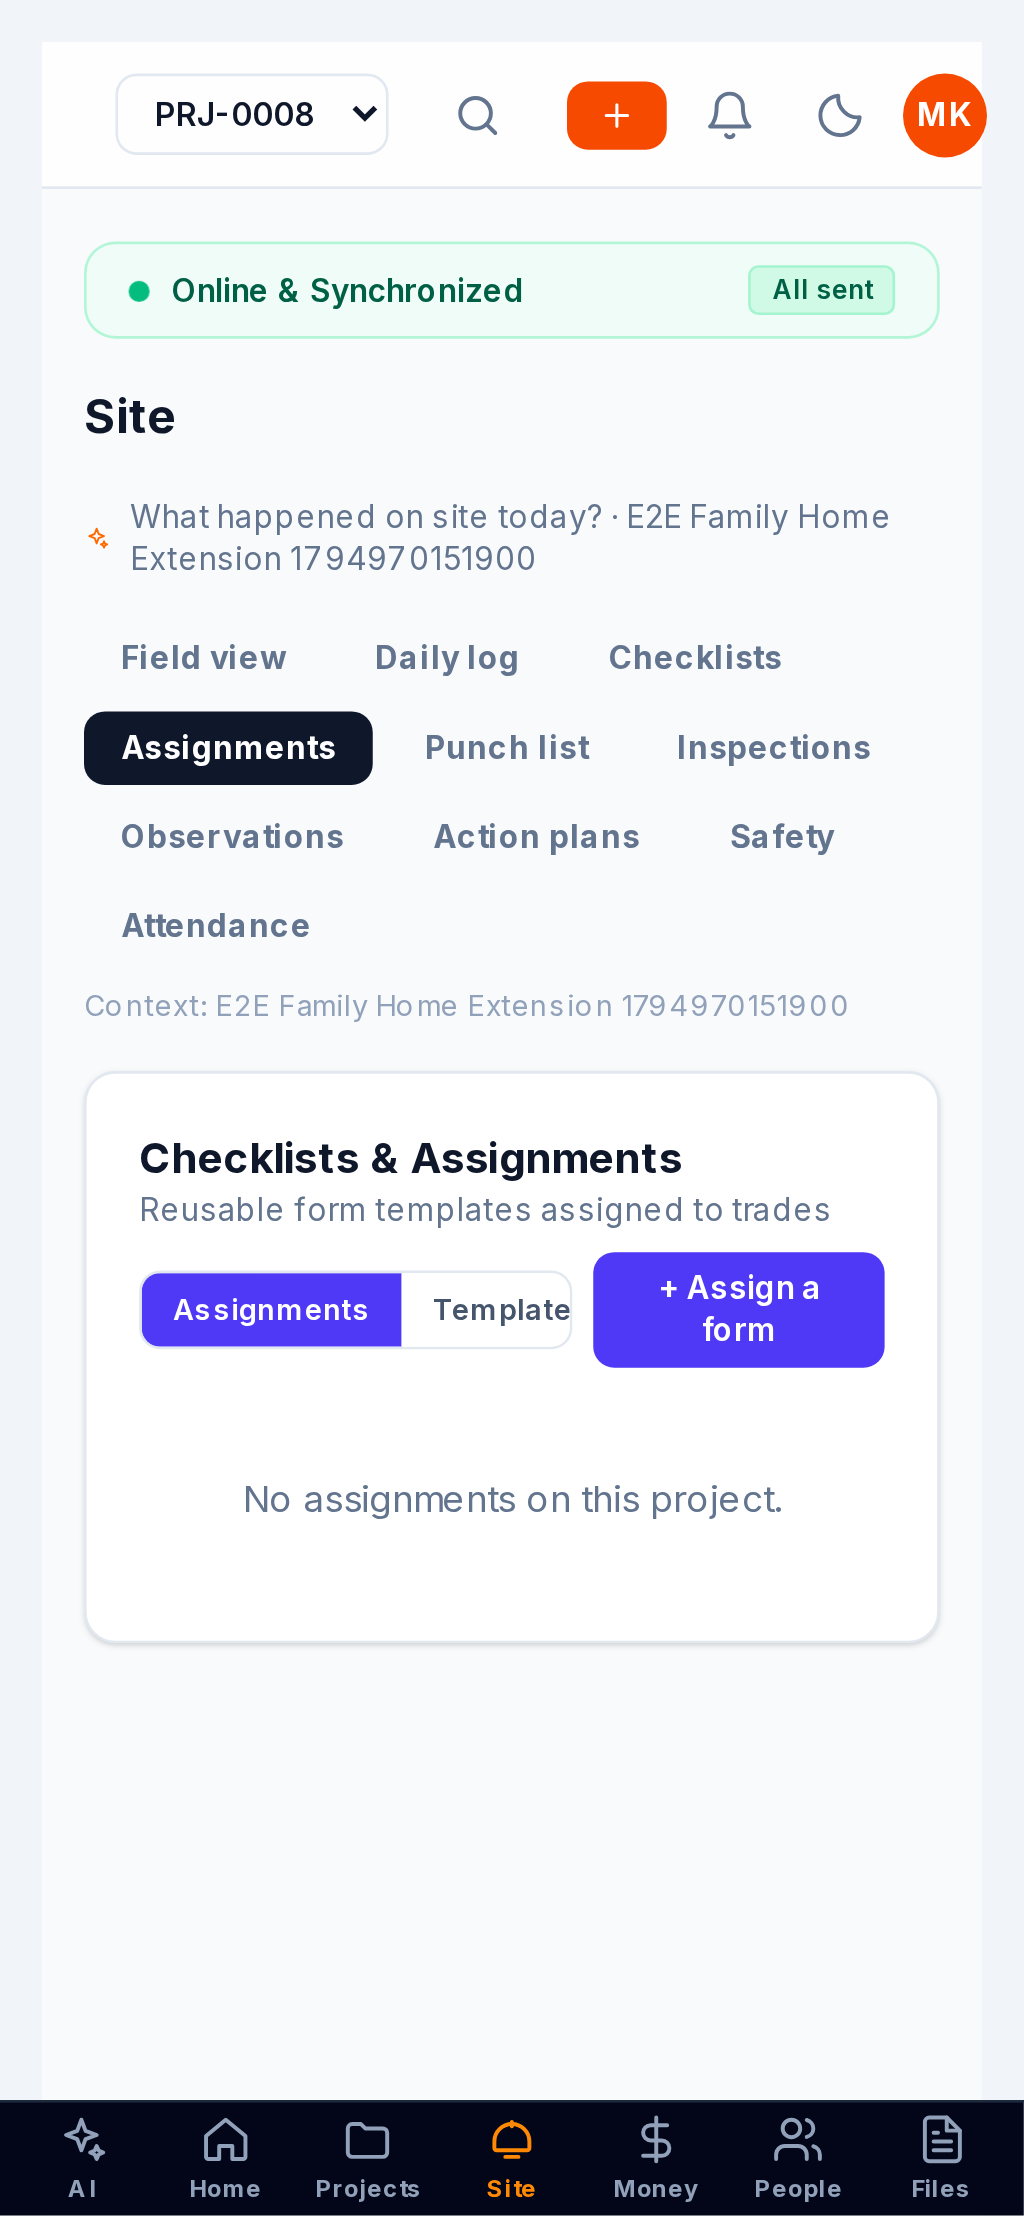 PRJ-0008
+
MK
Online & Synchronized
All sent
Site
What happened on site today? · E2E Family Home
Extension 1794970151900
Field view Daily log Checklists
Assignments Punch list Inspections
Observations Action plans Safety
Attendance
Context: E2E Family Home Extension 1794970151900
Checklists & Assignments
Reusable form templates assigned to trades
Assignments Template
+ Assign a
form
No assignments on this project.
AI Home Projects Site Money People Files